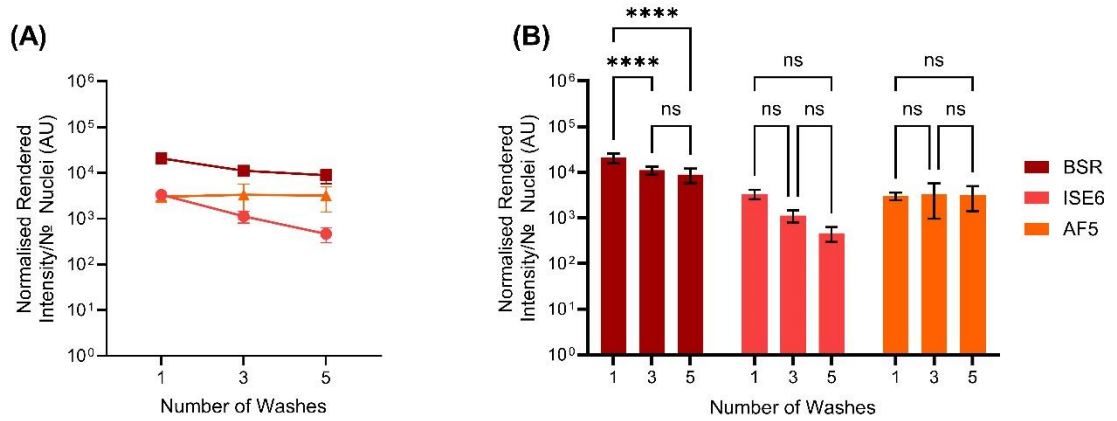 (A)
Normalised Rendered
Intensity/№ Nuclei (AU)
10⁶
10⁵
10⁴
10³
10²
10¹
10⁰
1 3 5
Number of Washes
(B)
Normalised Rendered
Intensity/№ Nuclei (AU)
10⁶
10⁵
10⁴
10³
10²
10¹
10⁰
****
****
ns
ns
ns ns
ns
ns ns
1 3 5 1 3 5 1 3 5
Number of Washes
BSR
ISE6
AF5